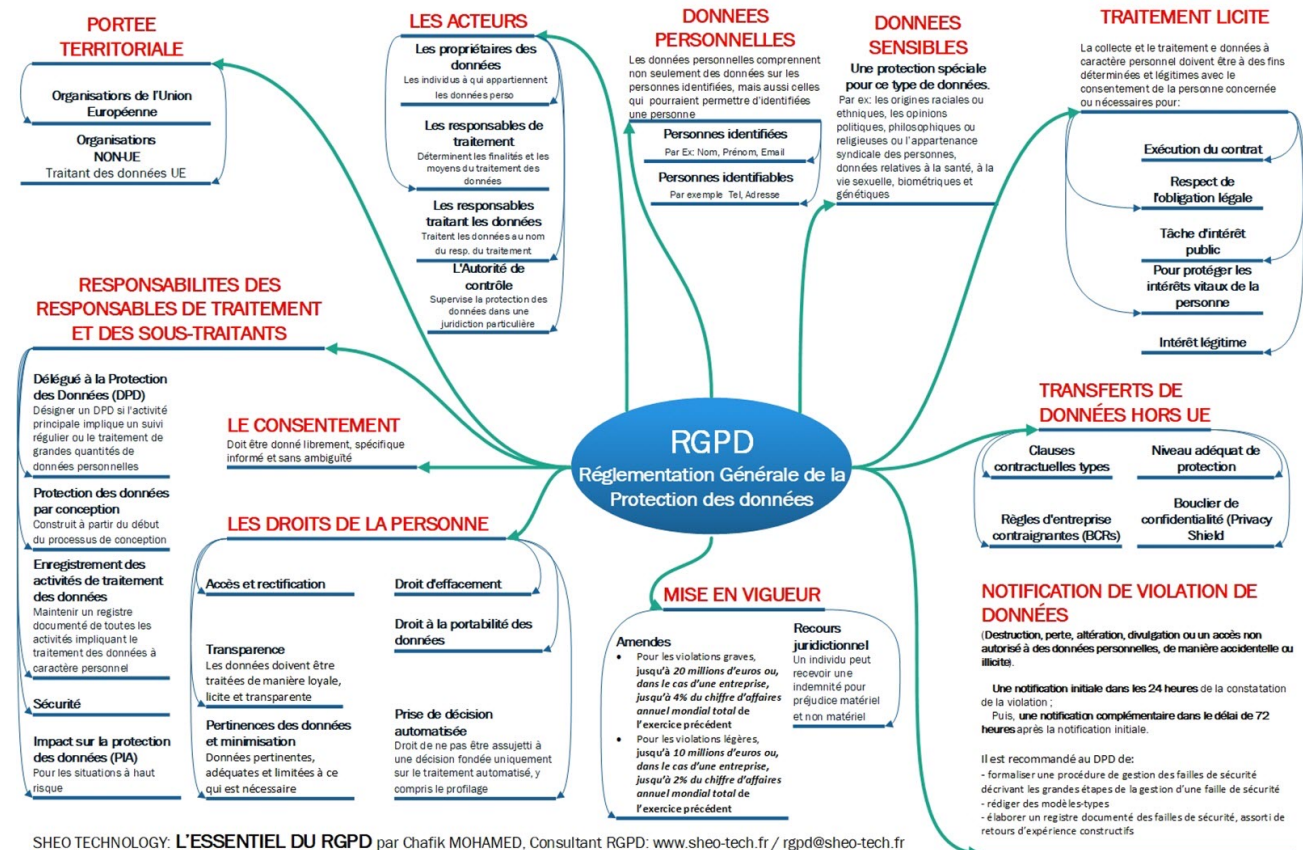 PORTEE
TERRITORIALE
Organisations de l'Union
Européenne
Organisations
NON-UE
Traitant des données UE
LES ACTEURS
Les propriétaires des
données
Les individus à qui appartiennent
les données perso
Les responsables de
traitement
Déterminent les finalités et les
moyens du traitement des
données
Les responsables
traitant les données
Traitent les données au nom
du resp. du traitement
L'Autorité de
contrôle
Supervise la protection des
données dans une
juridiction particulière
DONNEES
PERSONNELLES
Les données personnelles comprennent
non seulement des données sur les
personnes identifiées, mais aussi celles
qui pourraient permettre d'identifiées
une personne
Personnes identifiées
Par Ex: Nom, Prénom, Email
Personnes identifiables
Par exemple Tel, Adresse
DONNEES
SENSIBLES
Une protection spéciale
pour ce type de données.
Par ex: les origines raciales ou
ethniques, les opinions
politiques, philosophiques ou
religieuses ou l'appartenance
syndicale des personnes,
données relatives à la santé, à la
vie sexuelle, biométriques et
génétiques
TRAITEMENT LICITE
La collecte et le traitement e données à
caractère personnel doivent être à des fins
déterminées et légitimes avec le
consentement de la personne concernée
ou nécessaires pour:
Exécution du contrat
Respect de
l'obligation légale
Tâche d'intérêt
public
Pour protéger les
intérêts vitaux de la
personne
Intérêt légitime
RESPONSABILITES DES
RESPONSABLES DE TRAITEMENT
ET DES SOUS-TRAITANTS
Délégué à la Protection
des Données (DPD)
Désigner un DPD si l'activité
principale implique un suivi
régulier ou le traitement de
grandes quantités de
données personnelles
Protection des données
par conception
Construit à partir du début
du processus de conception
Enregistrement des
activités de traitement
des données
Maintenir un registre
documenté de toutes les
activités impliquant le
traitement des données à
caractère personnel
Sécurité
Impact sur la protection
des données (PIA)
Pour les situations à haut
risque
LE CONSENTEMENT
Doit être donné librement, spécifique
informé et sans ambiguïté
RGPD
Réglementation Générale de la
Protection des données
LES DROITS DE LA PERSONNE
Accès et rectification
Transparence
Les données doivent être
traitées de manière loyale,
licite et transparente
Pertinences des données
et minimisation
Données pertinentes,
adéquates et limitées à ce
qui est nécessaire
Droit d'effacement
Droit à la portabilité des
données
Prise de décision
automatisée
Droit de ne pas être assujetti à
une décision fondée uniquement
sur le traitement automatisé, y
compris le profilage
MISE EN VIGUEUR
Amendes
• Pour les violations graves,
jusqu'à 20 millions d'euros ou,
dans le cas d'une entreprise,
jusqu'à 4% du chiffre d'affaires
annuel mondial total de
l'exercice précédent
• Pour les violations légères,
jusqu'à 10 millions d'euros ou,
dans le cas d'une entreprise,
jusqu'à 2% du chiffre d'affaires
annuel mondial total de
l'exercice précédent
Recours
juridictionnel
Un individu peut
recevoir une
indemnité pour
préjudice matériel
et non matériel
TRANSFERTS DE
DONNÉES HORS UE
Clauses
contractuelles types
Niveau adéquat de
protection
Règles d'entreprise
contraignantes (BCRs)
Bouclier de
confidentialité (Privacy
Shield
NOTIFICATION DE VIOLATION DE
DONNÉES
(Destruction, perte, altération, divulgation ou un accès non
autorisé à des données personnelles, de manière accidentelle ou
illicite).
Une notification initiale dans les 24 heures de la constatation
de la violation ;
Puis, une notification complémentaire dans le délai de 72
heures après la notification initiale.
Il est recommandé au DPD de:
- formaliser une procédure de gestion des failles de sécurité
décrivant les grandes étapes de la gestion d'une faille de sécurité
- rédiger des modèles-types
- élaborer un registre documenté des failles de sécurité, assorti de
retours d'expérience constructifs
SHEO TECHNOLOGY: L'ESSENTIEL DU RGPD par Chafik MOHAMED, Consultant RGPD: www.sheo-tech.fr / rgpd@sheo-tech.fr